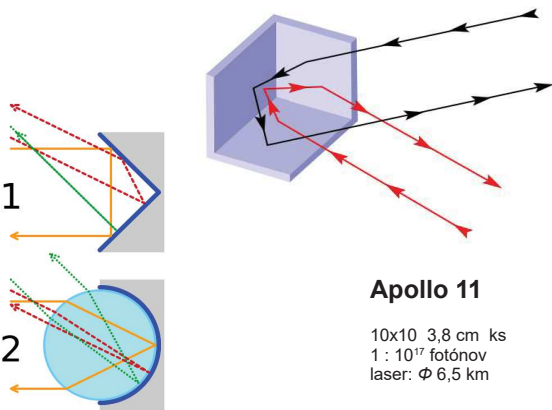 1
2
Apollo 11
10x10 3,8 cm ks
1 : 10¹⁷ fotónov
laser: Φ 6,5 km